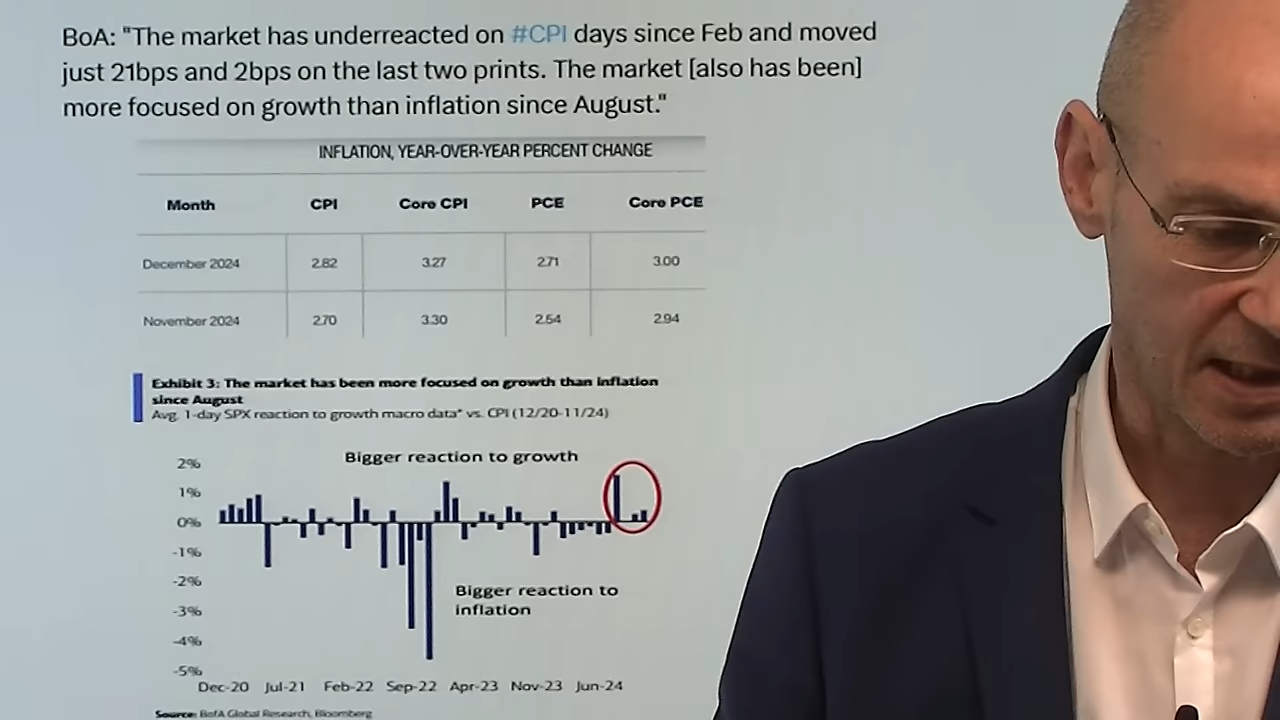 BoA: "The market has underreacted on #CPI days since Feb and moved
just 21bps and 2bps on the last two prints. The market [also has been]
more focused on growth than inflation since August."
INFLATION, YEAR-OVER-YEAR PERCENT CHANGE
Month CPI Core CPI PCE Core PCE
December 2024 2.82 3.27 2.71 3.00
November 2024 2.70 3.30 2.54 2.94
Exhibit 3: The market has been more focused on growth than inflation
since August
Avg. 1-day SPX reaction to growth macro data* vs. CPI (12/20-11/24)
Bigger reaction to growth
2%
1%
0%
-1%
-2%
-3%
-4%
-5%
Bigger reaction to
inflation
Dec-20 Jul-21 Feb-22 Sep-22 Apr-23 Nov-23 Jun-24
Source: BofA Global Research, Bloomberg